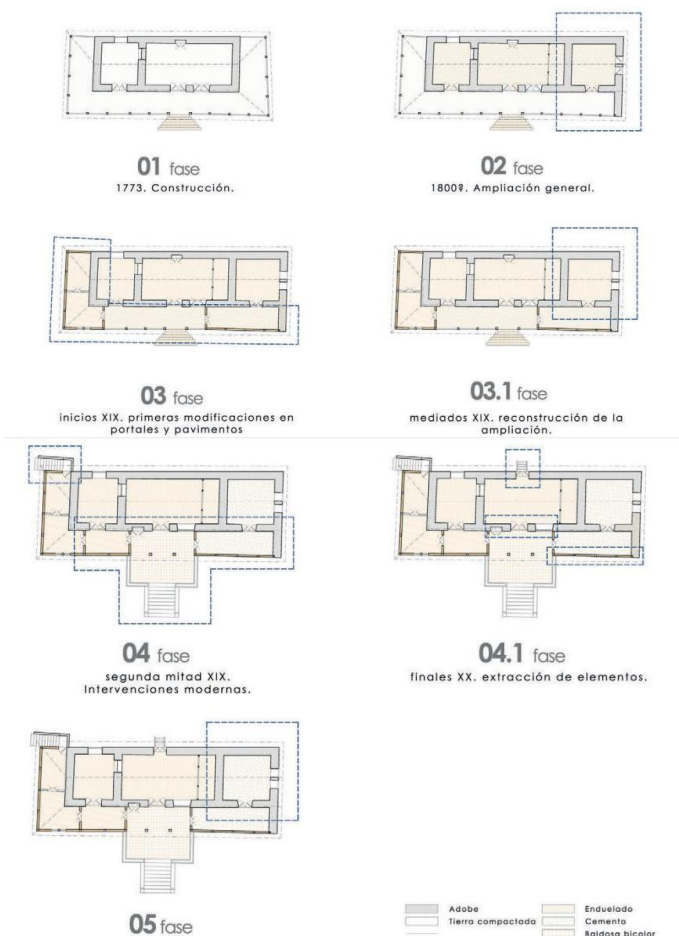 01 fase
1773. Construcción.
02 fase
1800?. Ampliación general.
03 fase
inicios XIX. primeras modificaciones en
portales y pavimentos
03.1 fase
mediados XIX. reconstrucción de la
ampliación.
04 fase
segunda mitad XIX.
Intervenciones modernas.
04.1 fase
finales XX. extracción de elementos.
05 fase
Adobe
Tierra compactada
Enduelado
Cemento
Baldosa bicolor